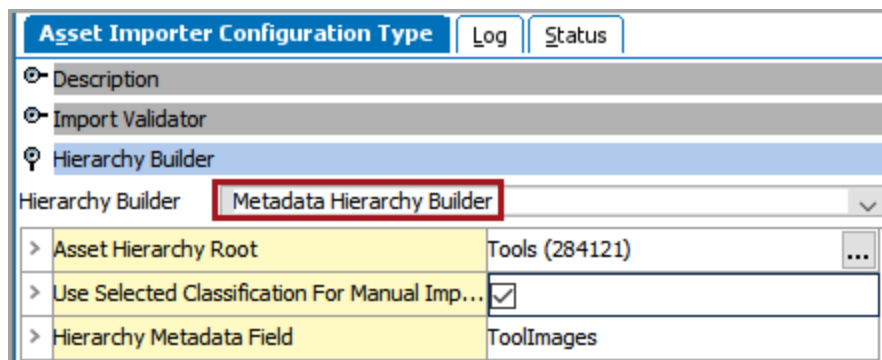 Asset Importer Configuration Type Log Status
Description
Import Validator
Hierarchy Builder
Hierarchy Builder Metadata Hierarchy Builder
> Asset Hierarchy Root Tools (284121) ...
> Use Selected Classification For Manual Imp...
> Hierarchy Metadata Field ToolImages